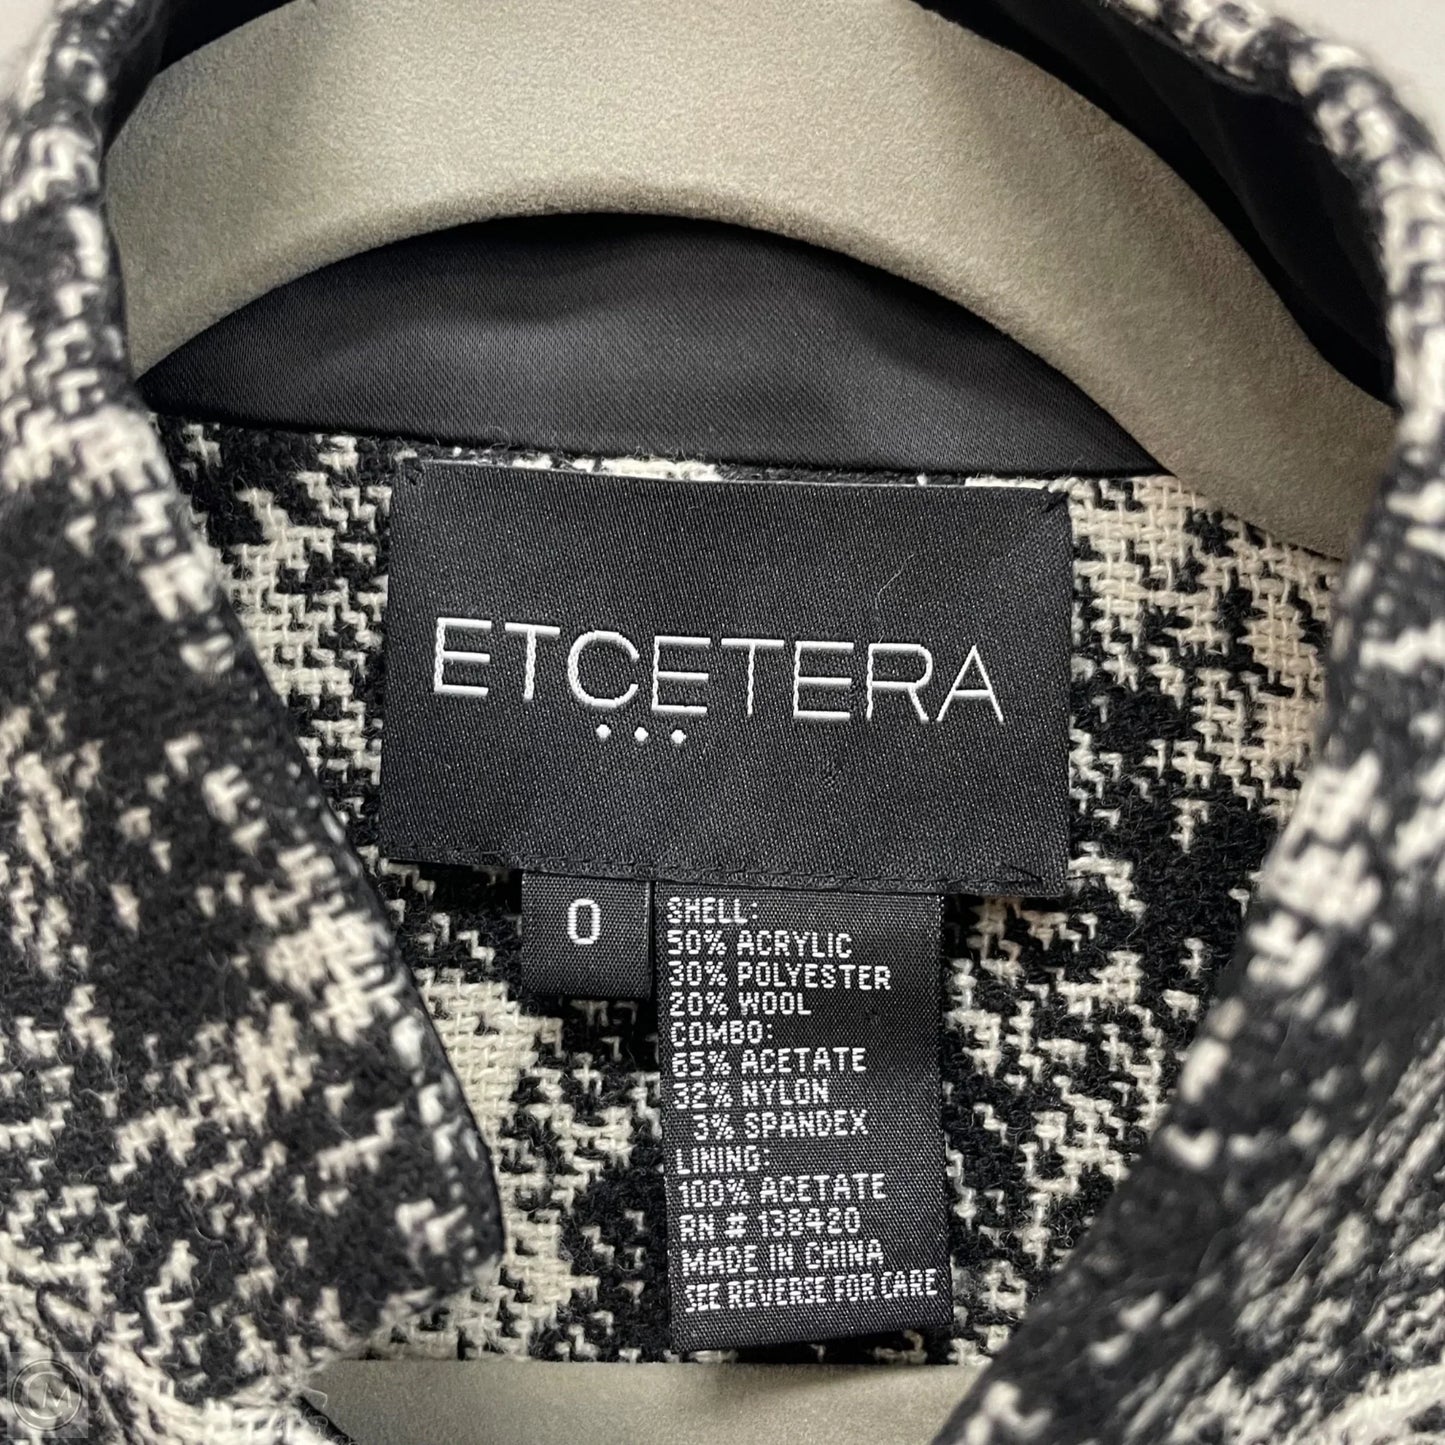 ETCETERA
...
0
SHELL:
50% ACRYLIC
30% POLYESTER
20% WOOL
COMBO:
65% ACETATE
32% NYLON
3% SPANDEX
LINING:
100% ACETATE
RN # 138420
MADE IN CHINA
SEE REVERSE FOR CARE